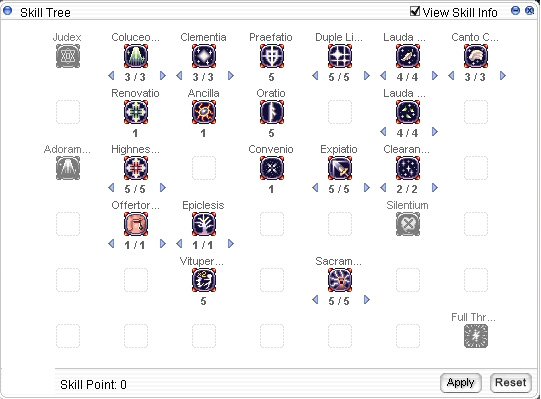 Skill Tree
View Skill Info
Judex Coluceo... Clementia Praefatio Duple Li... Lauda ... Canto C...
3 / 3 3 / 3 5 5 / 5 4 / 4 3 / 3
Renovatio Ancilla Oratio Lauda ...
1 1 5 4 / 4
Adoram... Highnes... Convenio Expiatio Clearan...
5 / 5 1 5 / 5 2 / 2
Offertor... Epiclesis Silentium
1 / 1 1 / 1
Vituper... Sacram...
5 5 / 5
Full Thr...
Skill Point: 0
Apply
Reset